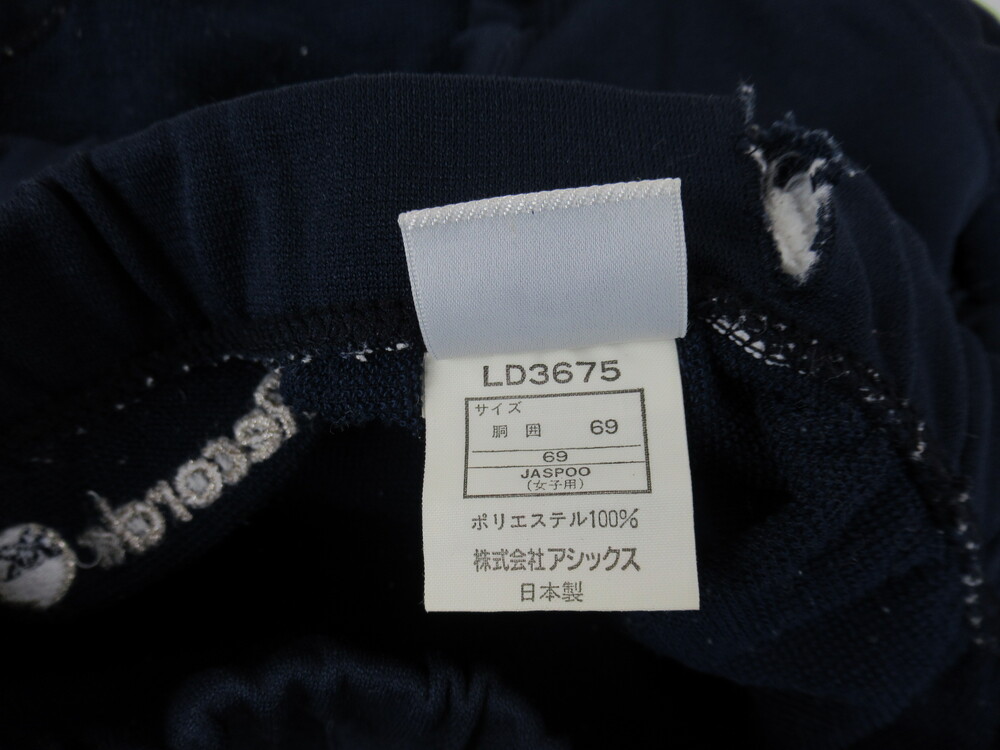 LD3675
サイズ
胴 囲 69
69
JASPOO
(女子用)
ポリエステル100%
株式会社アシックス
日本製